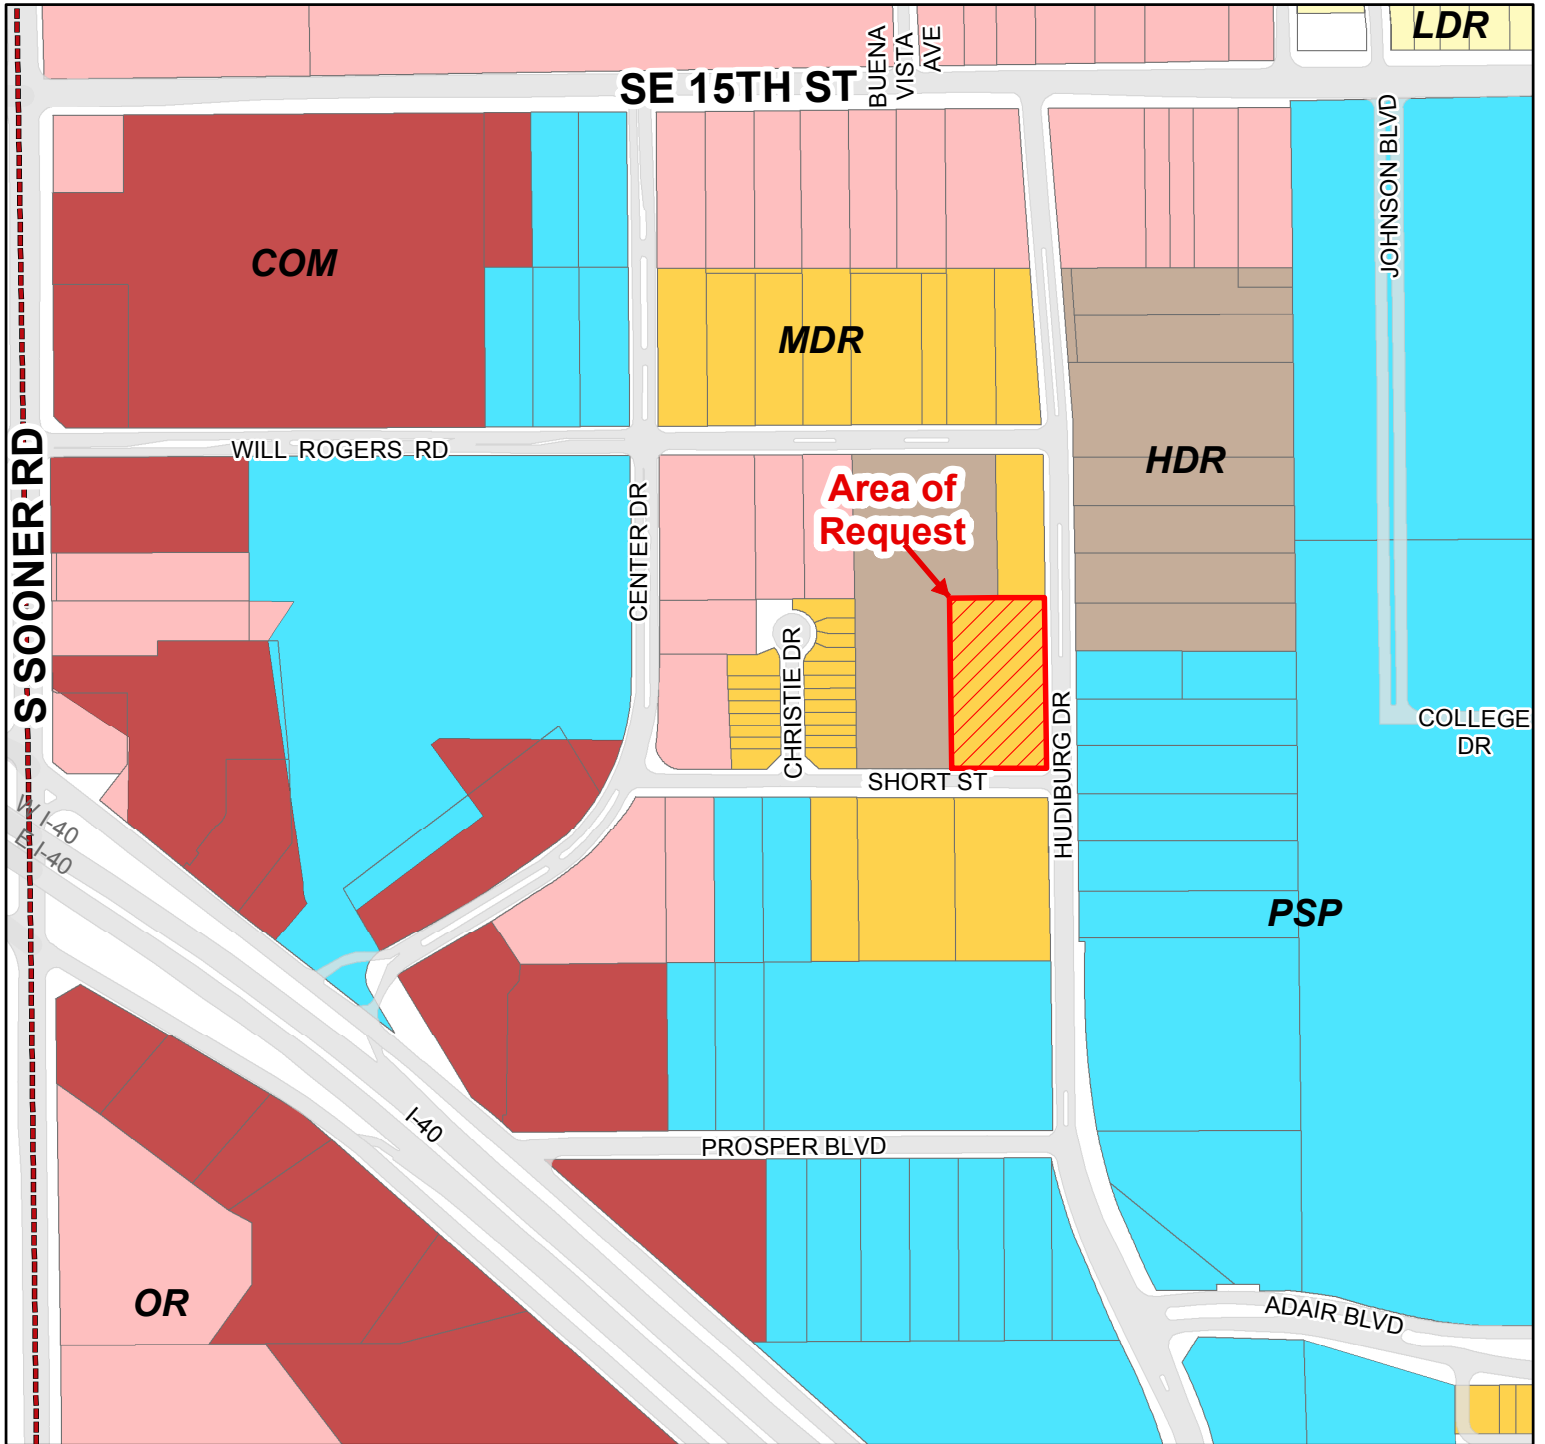 LDR
BUENA
VISTA
AVE
SE 15TH ST
JOHNSON BLVD
COM
MDR
WILL ROGERS RD
HDR
S SOONER RD
CENTER DR
Area of
Request
CHRISTIE DR
HUDIBURG DR
COLLEGE
DR
SHORT ST
W I-40
E I-40
PSP
I-40
PROSPER BLVD
OR
ADAIR BLVD